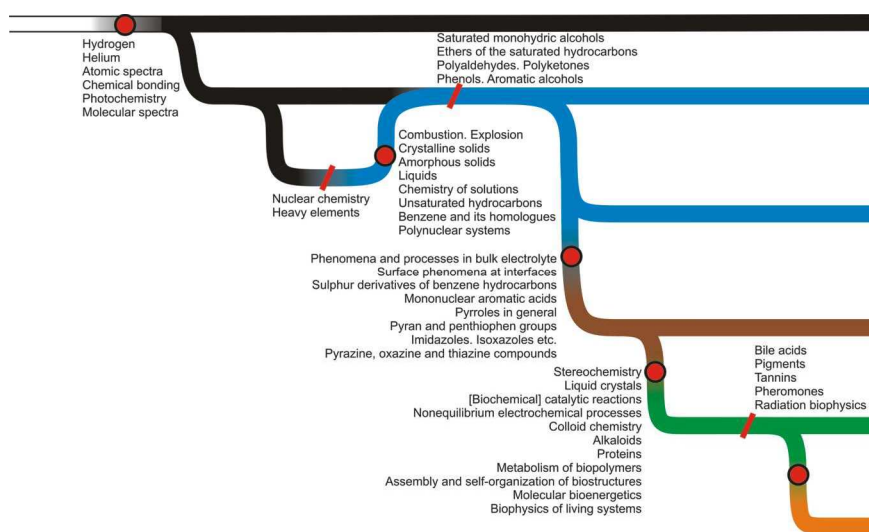 Hydrogen
Helium
Atomic spectra
Chemical bonding
Photochemistry
Molecular spectra
Saturated monohydric alcohols
Ethers of the saturated hydrocarbons
Polyaldehydes. Polyketones
Phenols. Aromatic alcohols
Nuclear chemistry
Heavy elements
Combustion. Explosion
Crystalline solids
Amorphous solids
Liquids
Chemistry of solutions
Unsaturated hydrocarbons
Benzene and its homologues
Polynuclear systems
Phenomena and processes in bulk electrolyte
Surface phenomena at interfaces
Sulphur derivatives of benzene hydrocarbons
Mononuclear aromatic acids
Pyrroles in general
Pyran and penthiophen groups
Imidazoles. Isoxazoles etc.
Pyrazine, oxazine and thiazine compounds
Stereochemistry
Liquid crystals
[Biochemical] catalytic reactions
Nonequilibrium electrochemical processes
Colloid chemistry
Alkaloids
Proteins
Metabolism of biopolymers
Assembly and self-organization of biostructures
Molecular bioenergetics
Biophysics of living systems
Bile acids
Pigments
Tannins
Pheromones
Radiation biophysics